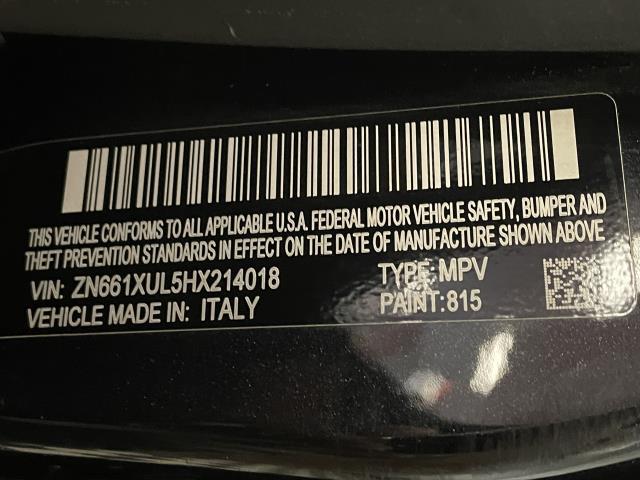 THIS VEHICLE CONFORMS TO ALL APPLICABLE U.S.A. FEDERAL MOTOR VEHICLE SAFETY, BUMPER AND
THEFT PREVENTION STANDARDS IN EFFECT ON THE DATE OF MANUFACTURE SHOWN ABOVE
VIN: ZN661XUL5HX214018 TYPE: MPV
VEHICLE MADE IN: ITALY PAINT:815